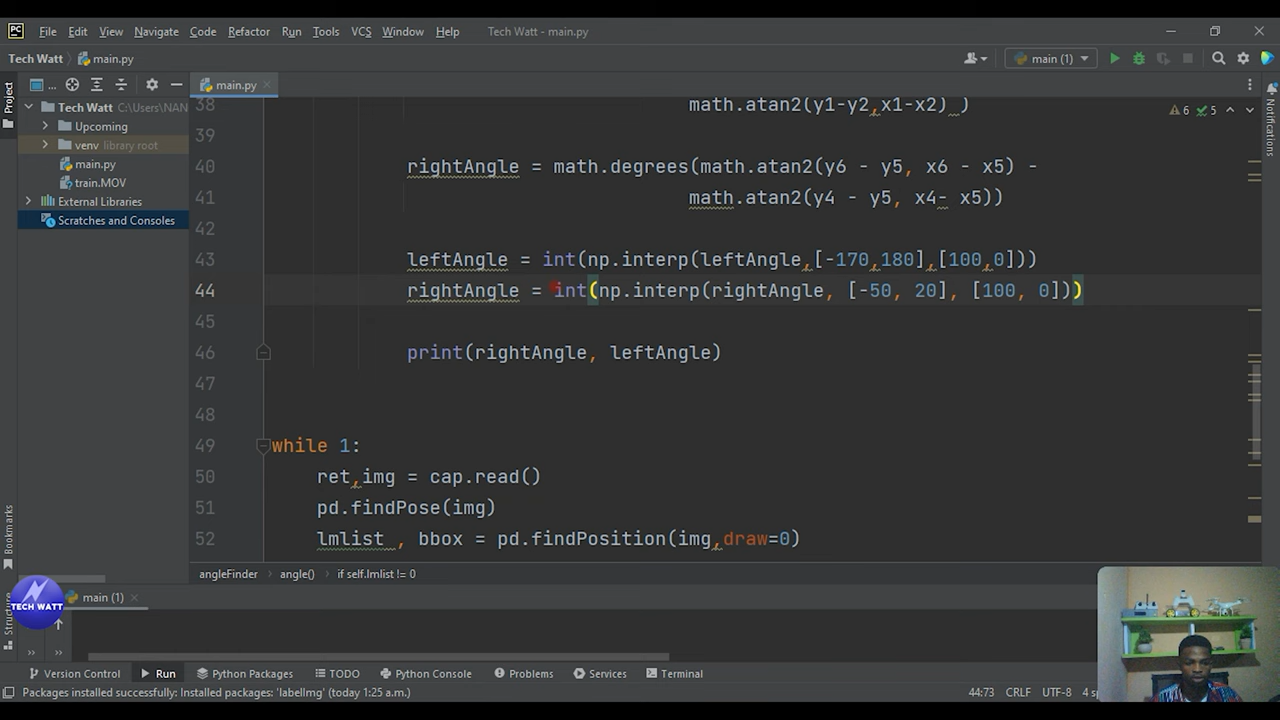 PC File Edit View Navigate Code Refactor Run Tools VCS Window Help Tech Watt - main.py
Tech Watt main.py main (1)
... main.py
Project
Tech Watt C:\Users\NAN
Upcoming
venv library root
main.py
train.MOV
External Libraries
Scratches and Consoles
6 5
Notifications
38 math.atan2(y1-y2,x1-x2) )
39
40 rightAngle = math.degrees(math.atan2(y6 - y5, x6 - x5) -
41 math.atan2(y4 - y5, x4- x5))
42
43 leftAngle = int(np.interp(leftAngle,[-170,180],[100,0]))
44 rightAngle = int(np.interp(rightAngle, [-50, 20], [100, 0]))
45
46 print(rightAngle, leftAngle)
47
48
49 while 1:
50 ret,img = cap.read()
51 pd.findPose(img)
52 lmlist , bbox = pd.findPosition(img,draw=0)
angleFinder angle() if self.lmlist != 0
Bookmarks
Structure
TECH WATT
main (1)
Version Control Run Python Packages TODO Python Console Problems Services Terminal
Packages installed successfully: Installed packages: 'labelImg' (today 1:25 a.m.) 44:73 CRLF UTF-8 4 sp